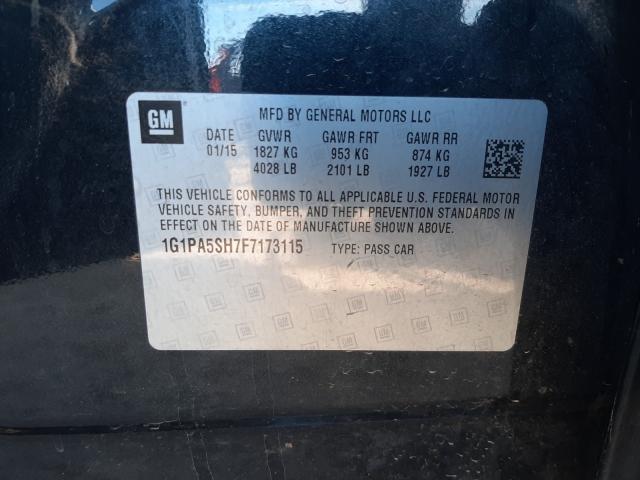 GM MFD BY GENERAL MOTORS LLC
DATE GVWR GAWR FRT GAWR RR
01/15 1827 KG 953 KG 874 KG
4028 LB 2101 LB 1927 LB
THIS VEHICLE CONFORMS TO ALL APPLICABLE U.S. FEDERAL MOTOR
VEHICLE SAFETY, BUMPER, AND THEFT PREVENTION STANDARDS IN
EFFECT ON THE DATE OF MANUFACTURE SHOWN ABOVE.
1G1PA5SH7F7173115 TYPE: PASS CAR